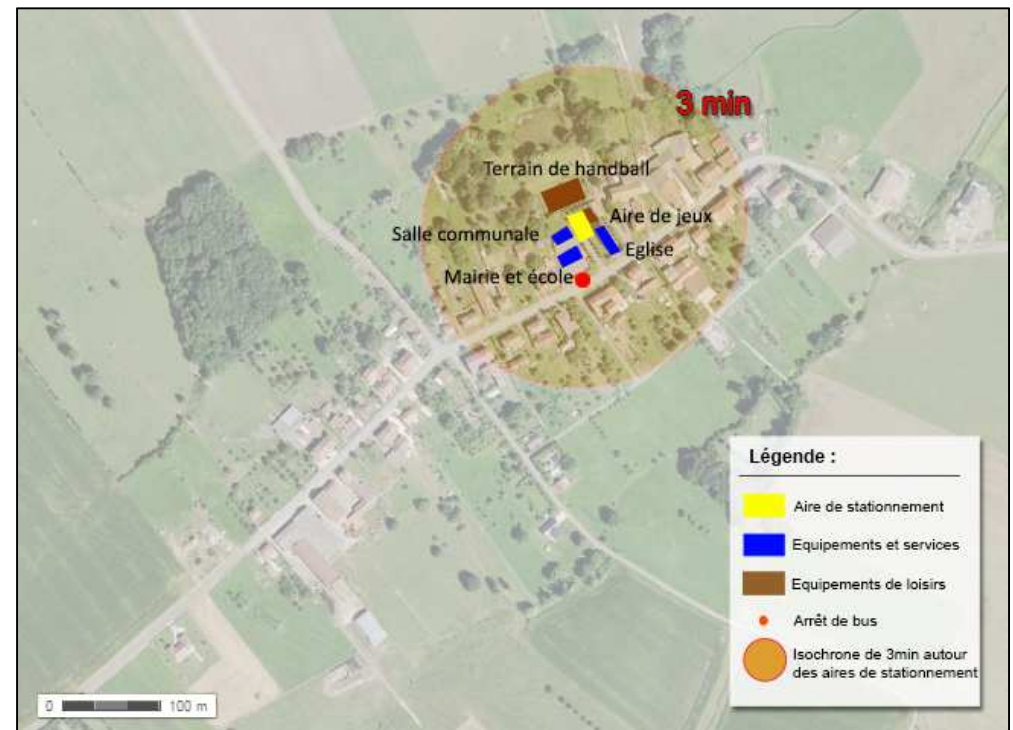 3 min
Terrain de handball
Aire de jeux
Salle communale
Eglise
Mairie et école
Légende :
Aire de stationnement
Equipements et services
Equipements de loisirs
Arrêt de bus
Isochrone de 3min autour
des aires de stationnement
0 100 m